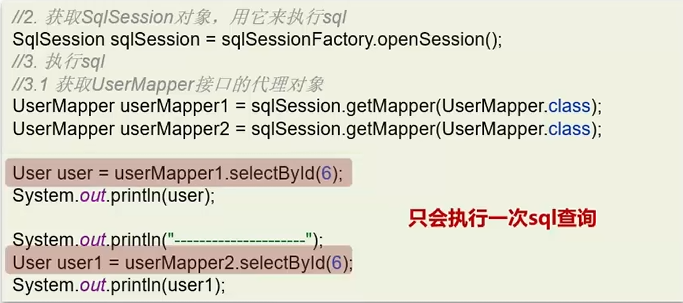 //2. 获取SqlSession对象，用它来执行sql
SqlSession sqlSession = sqlSessionFactory.openSession();
//3. 执行sql
//3.1 获取UserMapper接口的代理对象
UserMapper userMapper1 = sqlSession.getMapper(UserMapper.class);
UserMapper userMapper2 = sqlSession.getMapper(UserMapper.class);
User user = userMapper1.selectById(6);
System.out.println(user);
只会执行一次sql查询
System.out.println("---------------------");
User user1 = userMapper2.selectById(6);
System.out.println(user1);